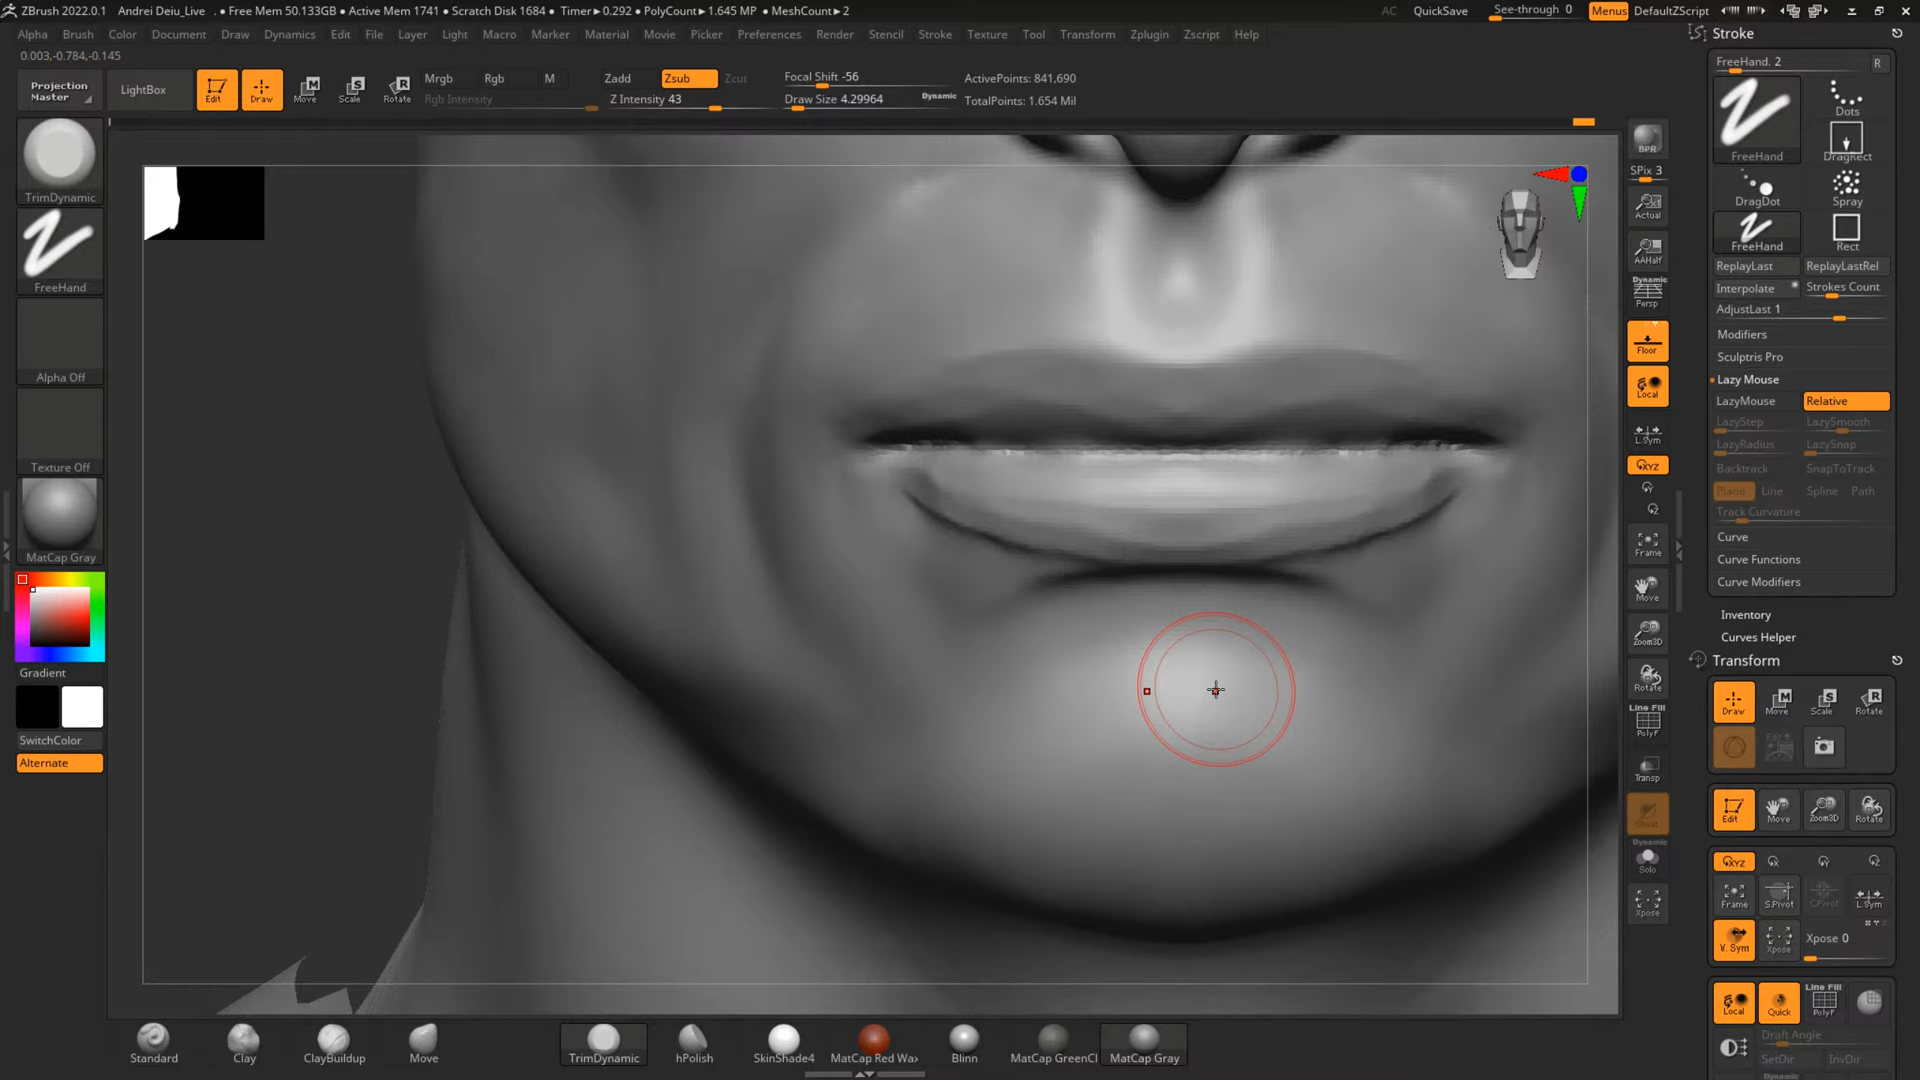 ZBrush 2022.0.1 Andrei Deiu_Live • Free Mem 50.133GB • Active Mem 1741 • Scratch Disk 1684 • Timer▸0.292 • PolyCount▸1.645 MP • MeshCount▸2 AC QuickSave See-through 0 Menus DefaultZScript
Alpha Brush Color Document Draw Dynamics Edit File Layer Light Macro Marker Material Movie Picker Preferences Render Stencil Stroke Texture Tool Transform Zplugin Zscript Help
0.003,-0.784,-0.145
Projection
Master
LightBox
Edit
Draw
Move
Scale
Rotate
Mrgb Rgb M
Rgb Intensity
Zadd Zsub Zcut
Z Intensity 43
Focal Shift -56
Draw Size 4.29964 Dynamic
ActivePoints: 841,690
TotalPoints: 1.654 Mil
TrimDynamic
FreeHand
Alpha Off
Texture Off
MatCap Gray
Gradient
SwitchColor
Alternate
BPR
SPix 3
Actual
AAHalf
Dynamic
Persp
Floor
Local
L.Sym
XYZ
Frame
Move
Zoom3D
Rotate
Line Fill
PolyF
Transp
Ghost
Dynamic
Solo
Xpose
Stroke
FreeHand. 2 R
FreeHand
Dots
DragRect
DragDot
Spray
FreeHand
Rect
ReplayLast ReplayLastRel
Interpolate Strokes Count
AdjustLast 1
Modifiers
Sculptris Pro
Lazy Mouse
LazyMouse Relative
LazyStep LazySmooth
LazyRadius LazySnap
Backtrack SnapToTrack
Plane Line Spline Path
Track Curvature
Curve
Curve Functions
Curve Modifiers
Inventory
Curves Helper
Transform
Draw Move Scale Rotate
Edit Move Zoom3D Rotate
XYZ
Frame S.Pivot C.Pivot L.Sym
V. Sym Xpose Xpose 0
Line Fill
Local Quick PolyF
Draft Angle
SetDir InvDir
Dynamic
Standard Clay ClayBuildup Move TrimDynamic hPolish SkinShade4 MatCap Red Wax Blinn MatCap GreenCl MatCap Gray